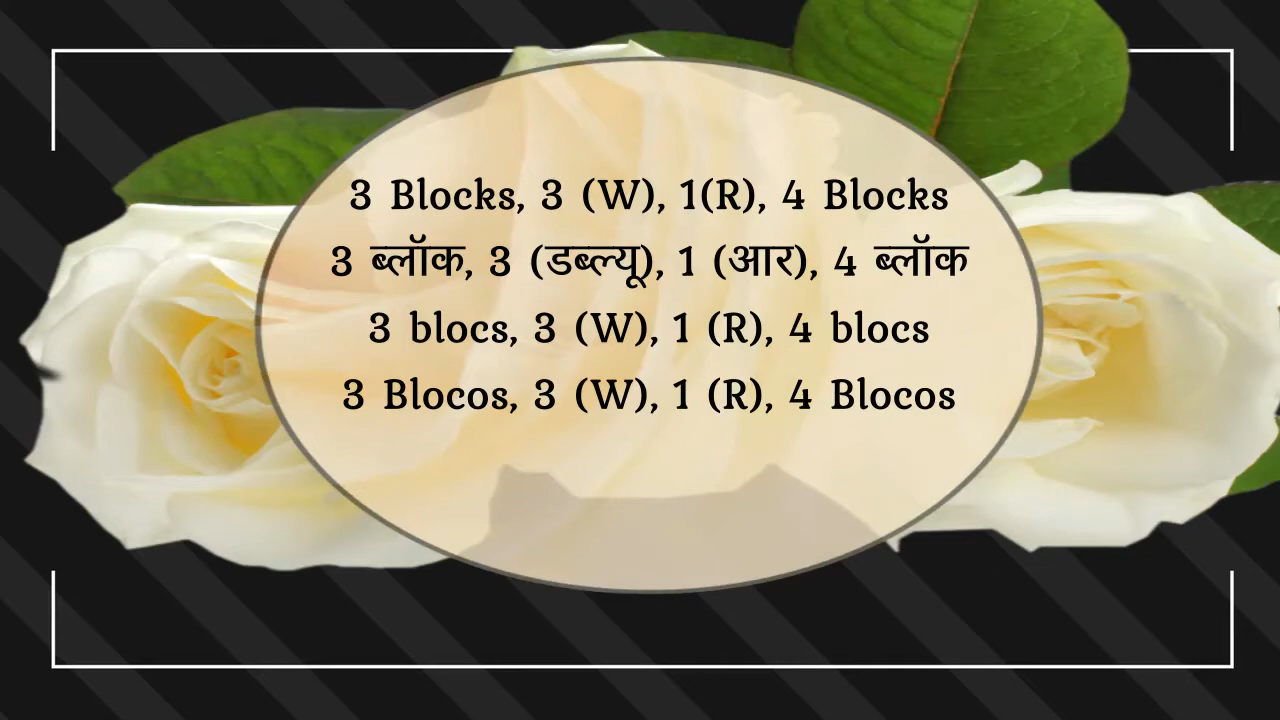 3 Blocks, 3 (W), 1(R), 4 Blocks
3 ब्लॉक, 3 (डब्ल्यू), 1 (आर), 4 ब्लॉक
3 blocs, 3 (W), 1 (R), 4 blocs
3 Blocos, 3 (W), 1 (R), 4 Blocos